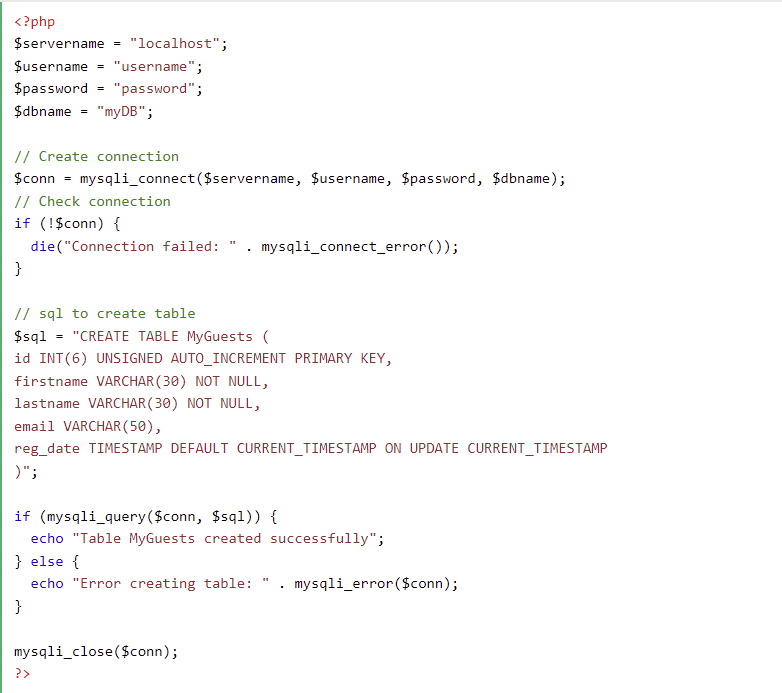 <?php
$servername = "localhost";
$username = "username";
$password = "password";
$dbname = "myDB";
// Create connection
$conn = mysqli_connect($servername, $username, $password, $dbname);
// Check connection
if (!$conn) {
die("Connection failed: " . mysqli_connect_error());
}
// sql to create table
$sql = "CREATE TABLE MyGuests (
id INT(6) UNSIGNED AUTO_INCREMENT PRIMARY KEY,
firstname VARCHAR(30) NOT NULL,
lastname VARCHAR(30) NOT NULL,
email VARCHAR(50),
reg_date TIMESTAMP DEFAULT CURRENT_TIMESTAMP ON UPDATE CURRENT_TIMESTAMP
)";
if (mysqli_query($conn, $sql)) {
echo "Table MyGuests created successfully";
} else {
echo "Error creating table: " . mysqli_error($conn);
}
mysqli_close($conn);
?>